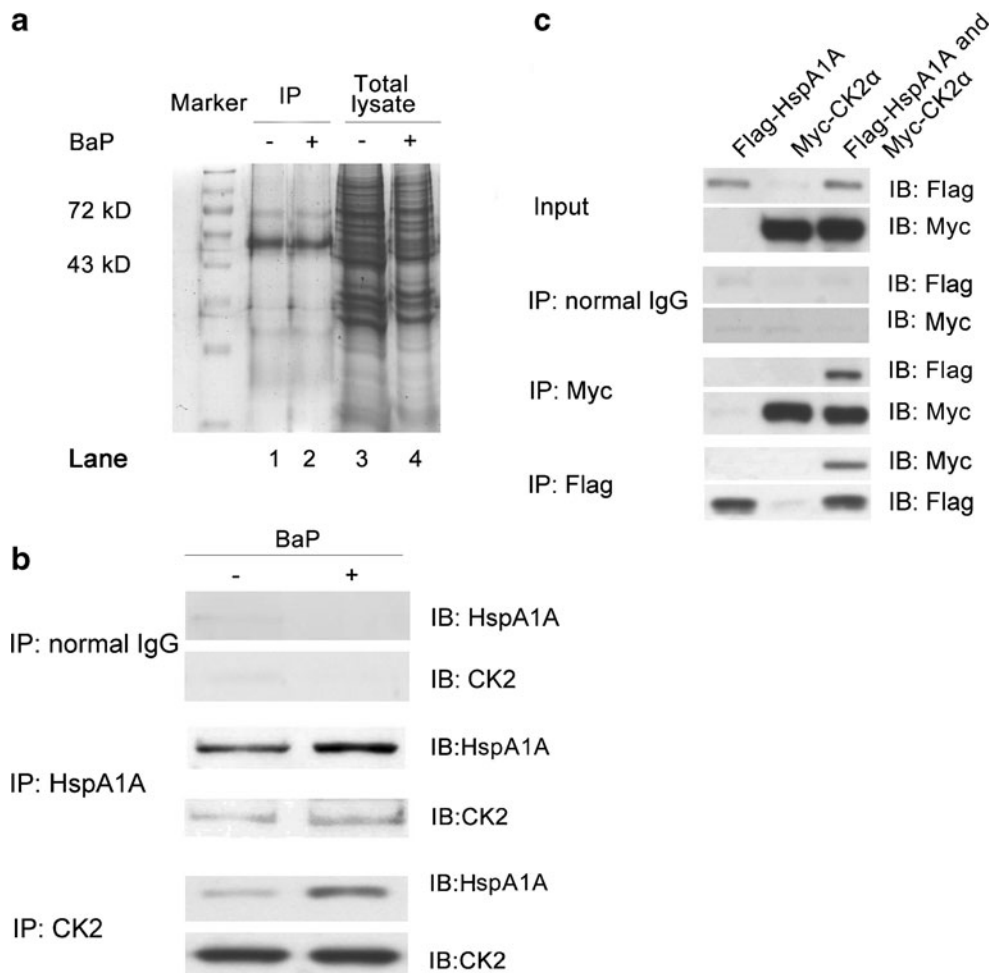 a
Marker
IP
Total
lysate
BaP
- + - +
72 kD
43 kD
Lane 1 2 3 4
b
BaP
- +
IP: normal IgG
IB: HspA1A
IB: CK2
IP: HspA1A
IB:HspA1A
IB:CK2
IP: CK2
IB:HspA1A
IB:CK2
c
Flag-HspA1A
Myc-CK2α
Flag-HspA1A and
Myc-CK2α
Input
IB: Flag
IB: Myc
IP: normal IgG
IB: Flag
IB: Myc
IP: Myc
IB: Flag
IB: Myc
IP: Flag
IB: Myc
IB: Flag